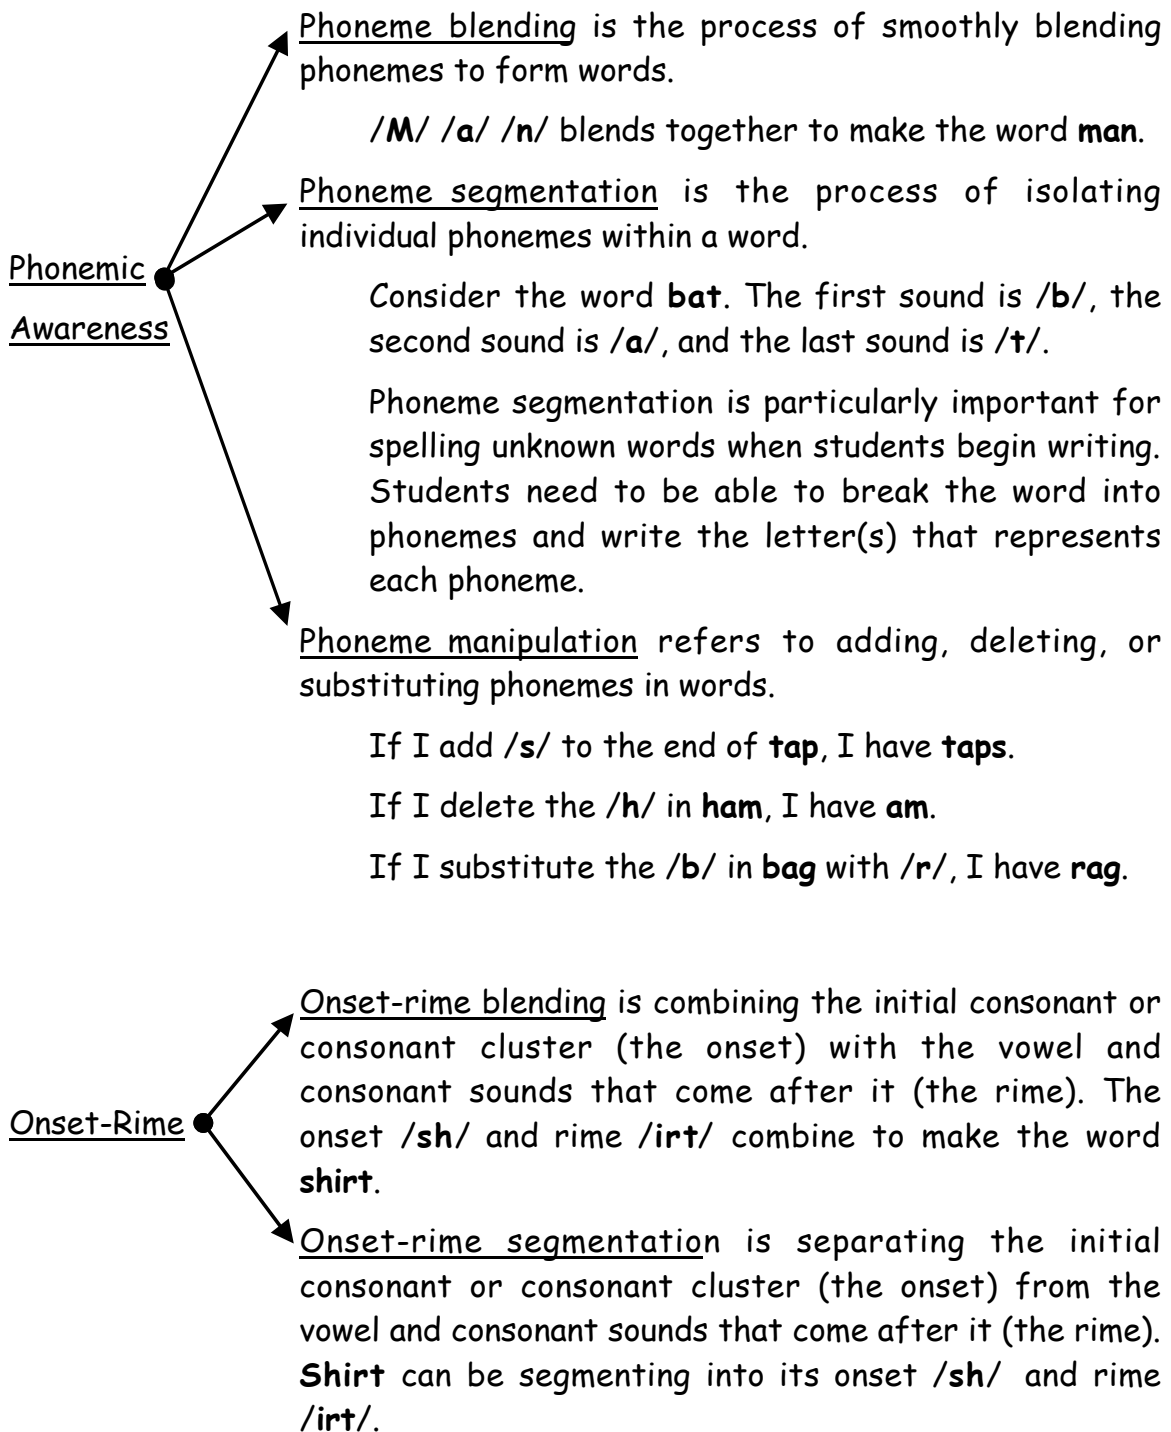 Phoneme blending is the process of smoothly blending
phonemes to form words.
/M/ /a/ /n/ blends together to make the word man.
Phoneme segmentation is the process of isolating
individual phonemes within a word.
Phonemic
Awareness
Consider the word bat. The first sound is /b/, the
second sound is /a/, and the last sound is /t/.
Phoneme segmentation is particularly important for
spelling unknown words when students begin writing.
Students need to be able to break the word into
phonemes and write the letter(s) that represents
each phoneme.
Phoneme manipulation refers to adding, deleting, or
substituting phonemes in words.
If I add /s/ to the end of tap, I have taps.
If I delete the /h/ in ham, I have am.
If I substitute the /b/ in bag with /r/, I have rag.
Onset-Rime
Onset-rime blending is combining the initial consonant or
consonant cluster (the onset) with the vowel and
consonant sounds that come after it (the rime). The
onset /sh/ and rime /irt/ combine to make the word
shirt.
Onset-rime segmentation is separating the initial
consonant or consonant cluster (the onset) from the
vowel and consonant sounds that come after it (the rime).
Shirt can be segmenting into its onset /sh/ and rime
/irt/.